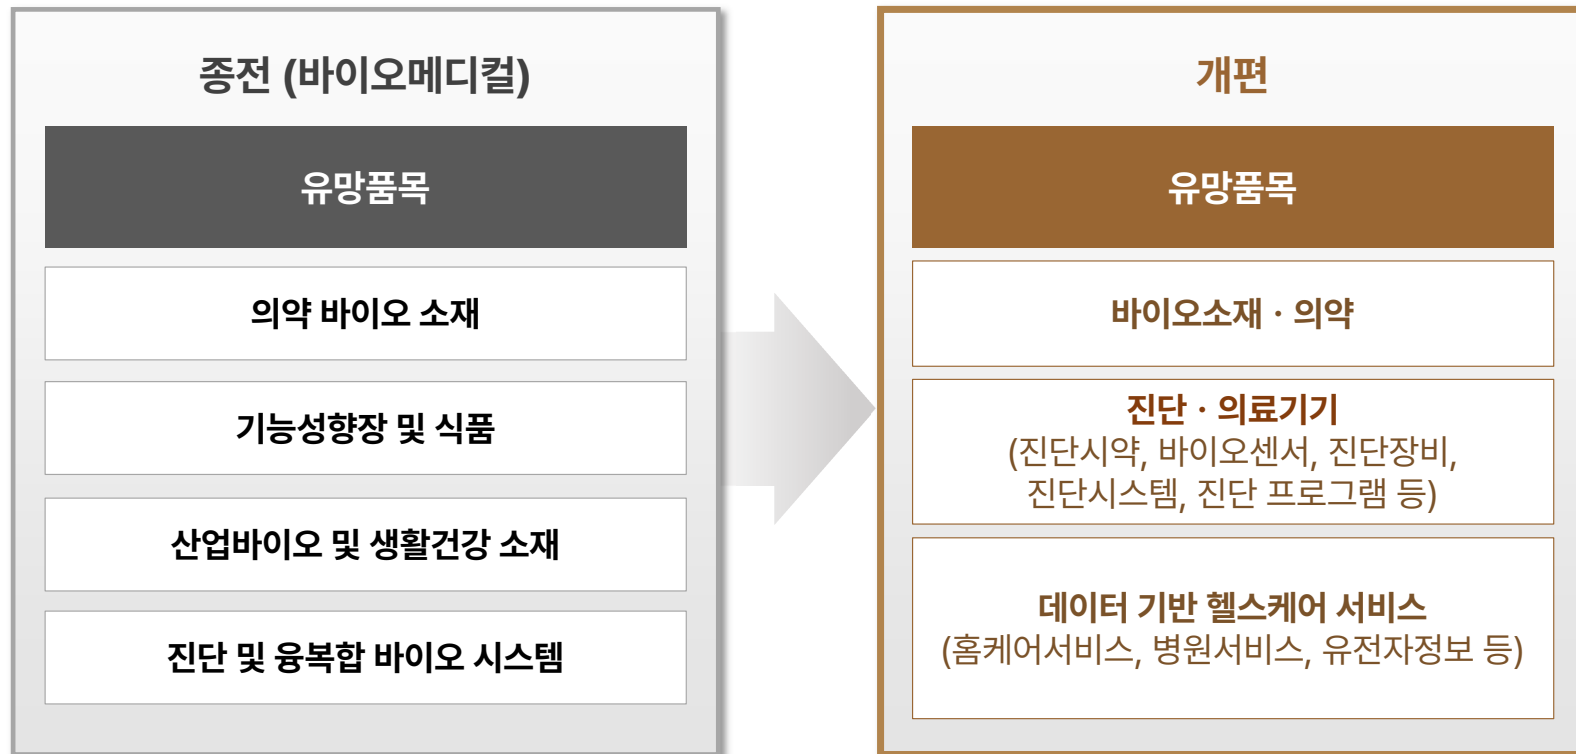 종전 (바이오메디컬)
유망품목
의약 바이오 소재
기능성향장 및 식품
산업바이오 및 생활건강 소재
진단 및 융복합 바이오 시스템
개편
유망품목
바이오소재 · 의약
진단 · 의료기기
(진단시약, 바이오센서, 진단장비,
진단시스템, 진단 프로그램 등)
데이터 기반 헬스케어 서비스
(홈케어서비스, 병원서비스, 유전자정보 등)